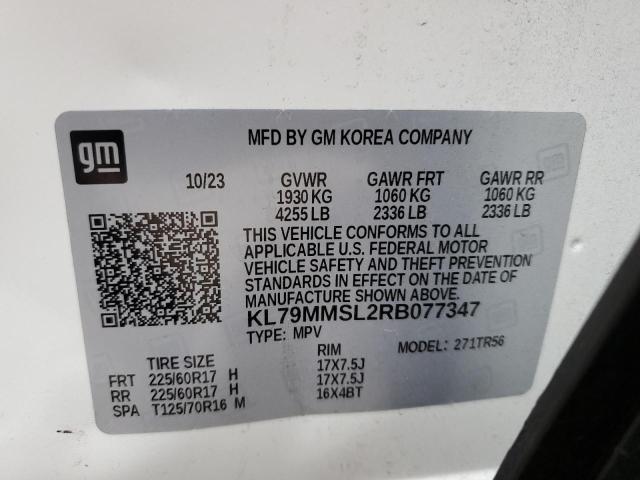 gm
MFD BY GM KOREA COMPANY
10/23 GVWR GAWR FRT GAWR RR
1930 KG 1060 KG 1060 KG
4255 LB 2336 LB 2336 LB
THIS VEHICLE CONFORMS TO ALL
APPLICABLE U.S. FEDERAL MOTOR
VEHICLE SAFETY AND THEFT PREVENTION
STANDARDS IN EFFECT ON THE DATE OF
MANUFACTURE SHOWN ABOVE.
KL79MMSL2RB077347
TYPE: MPV MODEL: 271TR56
TIRE SIZE RIM
FRT 225/60R17 H 17X7.5J
RR 225/60R17 H 17X7.5J
SPA T125/70R16 M 16X4BT